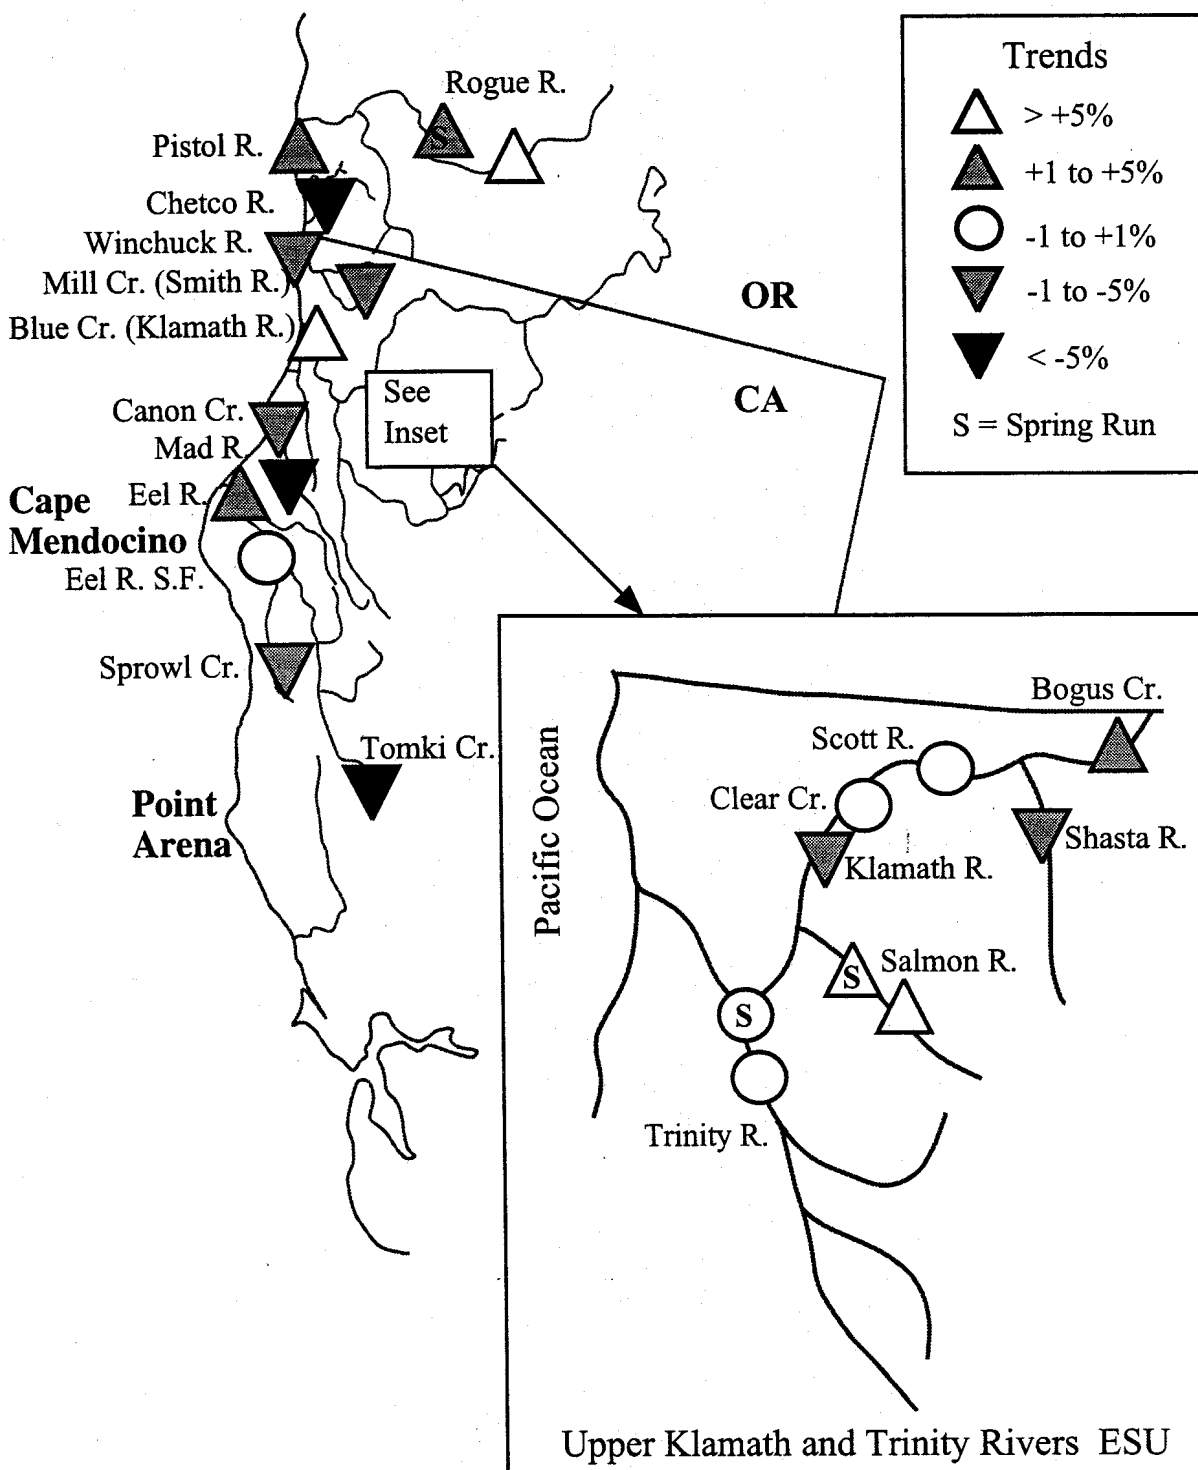 Trends
> +5%
+1 to +5%
-1 to +1%
-1 to -5%
< -5%
S = Spring Run
Rogue R.
S
Pistol R.
Chetco R.
Winchuck R.
Mill Cr. (Smith R.)
Blue Cr. (Klamath R.)
OR
CA
See
Inset
Canon Cr.
Mad R.
Eel R.
Cape
Mendocino
Eel R. S.F.
Sprowl Cr.
Tomki Cr.
Point
Arena
Bogus Cr.
Scott R.
Clear Cr.
Shasta R.
Klamath R.
Pacific Ocean
Salmon R.
S
S
Trinity R.
Upper Klamath and Trinity Rivers ESU